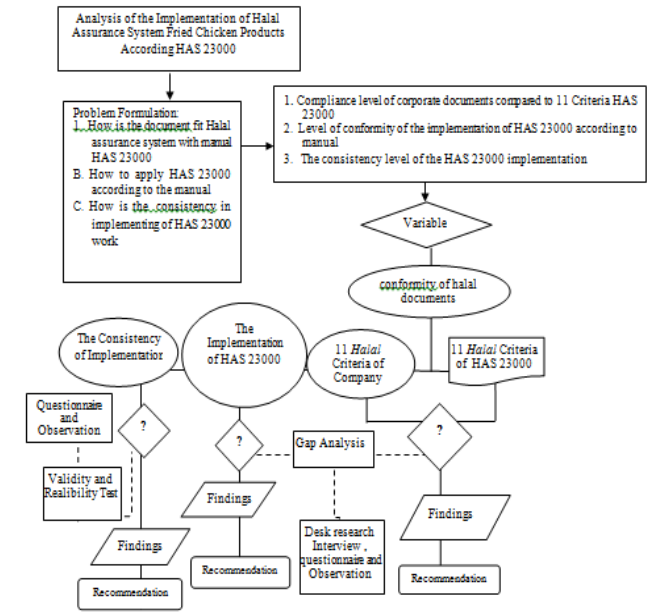 Analysis of the Implementation of Halal
Assurance System Fried Chicken Products
According HAS 23000
Problem Formulation:
1. How is the document fit Halal
assurance system with manual
HAS 23000
B. How to apply HAS 23000
according to the manual
C. How is the consistency in
implementing of HAS 23000
work
1. Compliance level of corporate documents compared to 11 Criteria HAS
23000
2. Level of conformity of the implementation of HAS 23000 according to
manual
3. The consistency level of the HAS 23000 implementation
Variable
conformity of halal
documents
The Consistency
of Implementation
The
Implementation
of HAS 23000
11 Halal
Criteria of
Company
11 Halal Criteria
of HAS 23000
Questionnaire
and
Observation
?
?
?
Gap Analysis
Validity and
Realibility Test
Findings
Findings
Findings
Desk research
Interview ,
questionnaire and
Observation
Recommendation
Recommendation
Recommendation